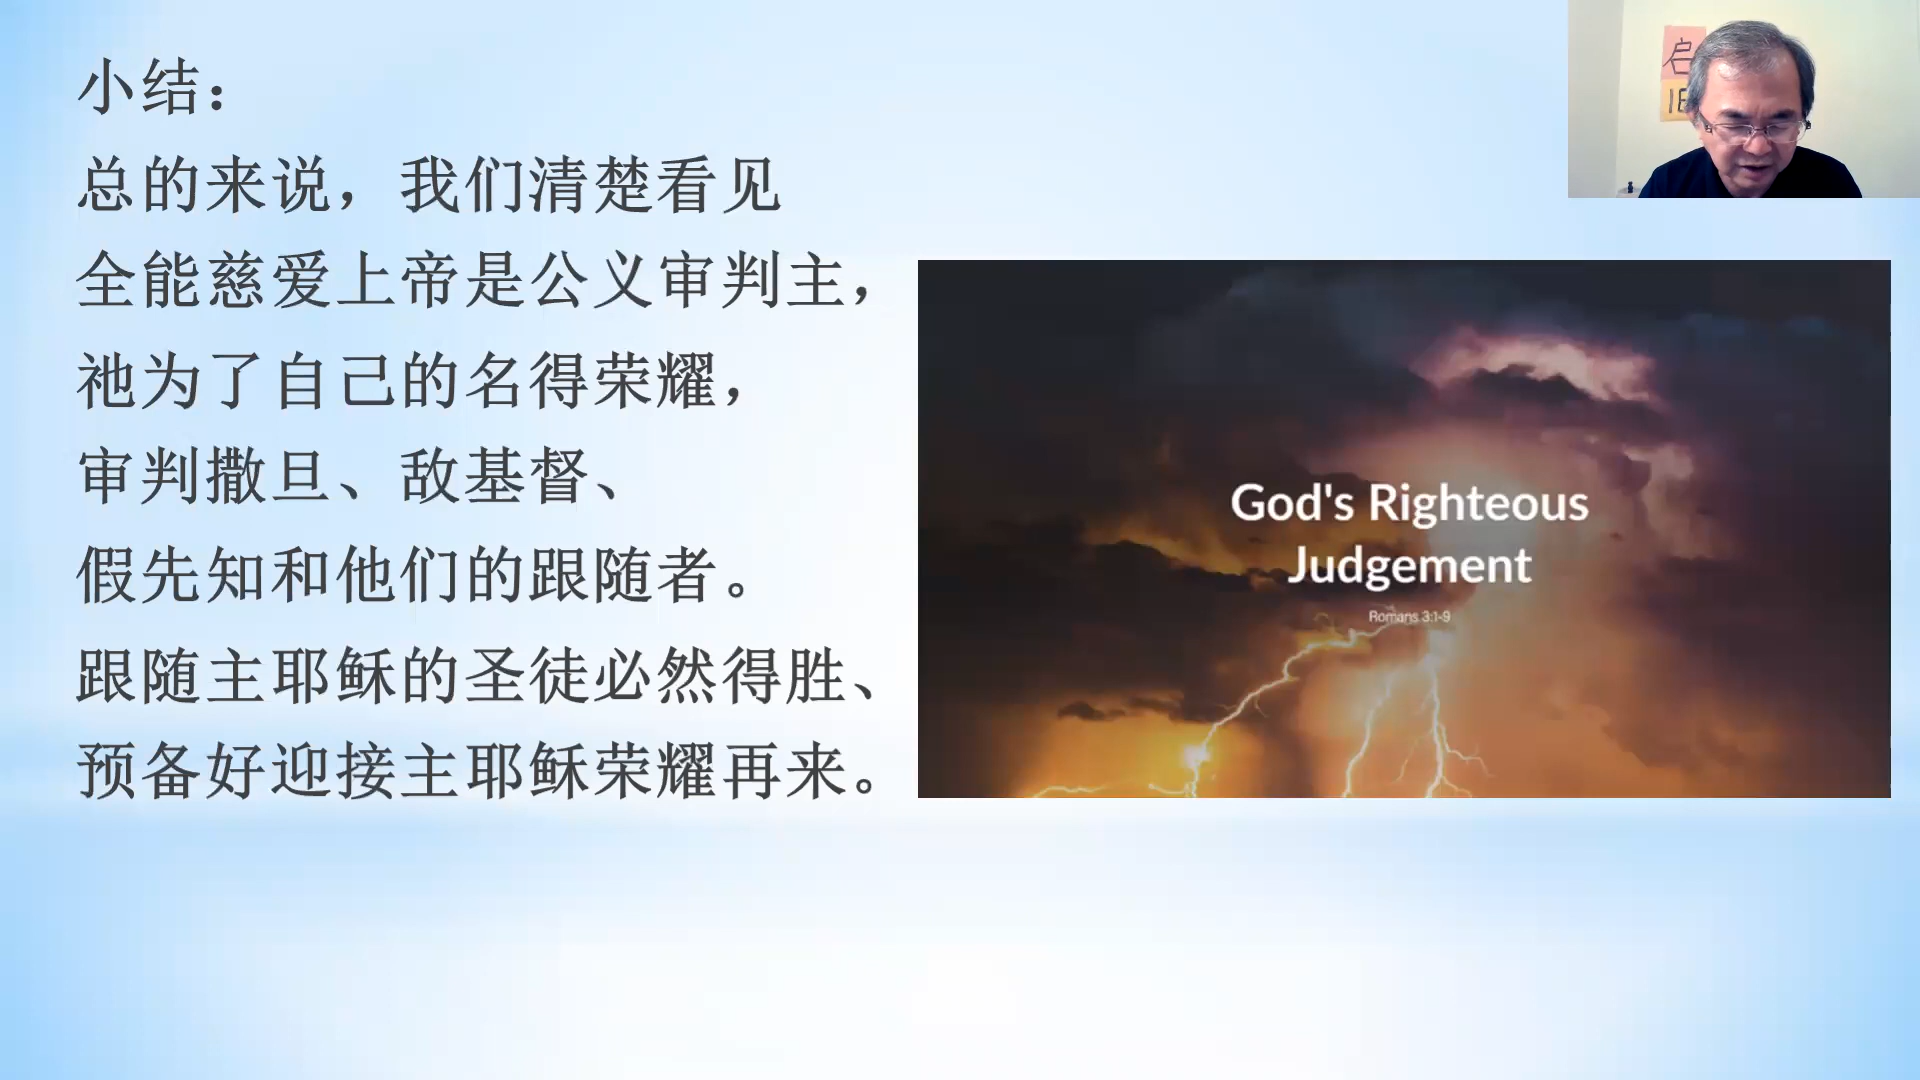 小结：
总的来说，我们清楚看见
全能慈爱上帝是公义审判主，
祂为了自己的名得荣耀，
审判撒旦、敌基督、
假先知和他们的跟随者。
跟随主耶稣的圣徒必然得胜、
预备好迎接主耶稣荣耀再来。
God's Righteous
Judgement
Romans 3:1-9
启